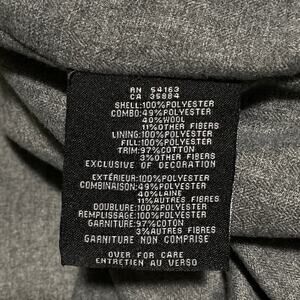 RN 54163
CA 35884
SHELL:100%POLYESTER
COMBO:49%POLYESTER
40%WOOL
11%OTHER FIBERS
LINING:100%POLYESTER
FILL:100%POLYESTER
TRIM:97%COTTON
3%OTHER FIBERS
EXCLUSIVE OF DECORATION
EXTÉRIEUR:100%POLYESTER
COMBINAISON:49%POLYESTER
40%LAINE
11%AUTRES FIBRES
DOUBLURE:100%POLYESTER
REMPLISSAGE:100%POLYESTER
GARNITURE:97%COTON
3%AUTRES FIBRES
GARNITURE NON COMPRISE
OVER FOR CARE
ENTRETIEN AU VERSO